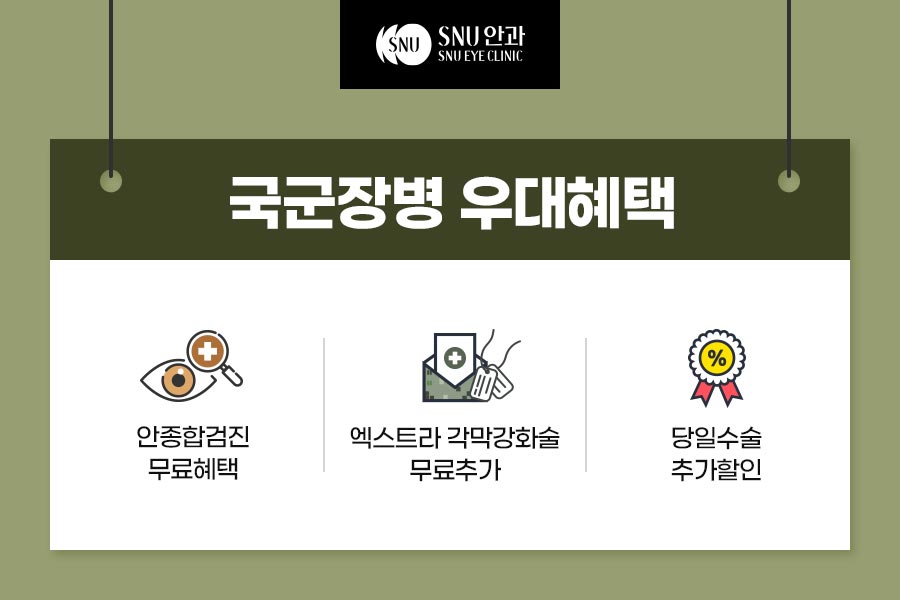 SNU
SNU 안과
SNU EYE CLINIC
국군장병 우대혜택
안종합검진
무료혜택
엑스트라 각막강화술
무료추가
%
당일수술
추가할인